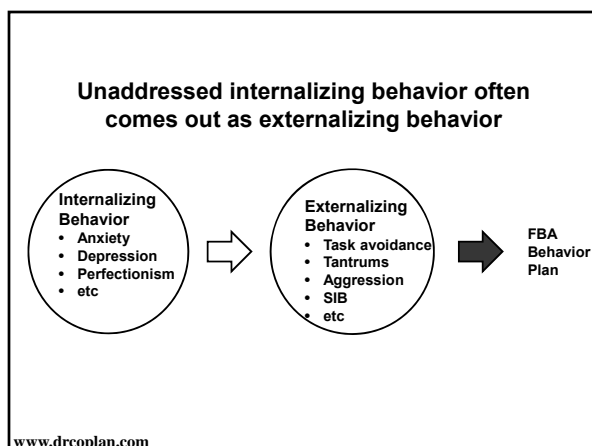 Unaddressed internalizing behavior often
comes out as externalizing behavior
Internalizing
Behavior
• Anxiety
• Depression
• Perfectionism
• etc
Externalizing
Behavior
• Task avoidance
• Tantrums
• Aggression
• SIB
• etc
FBA
Behavior
Plan
www.drcoplan.com